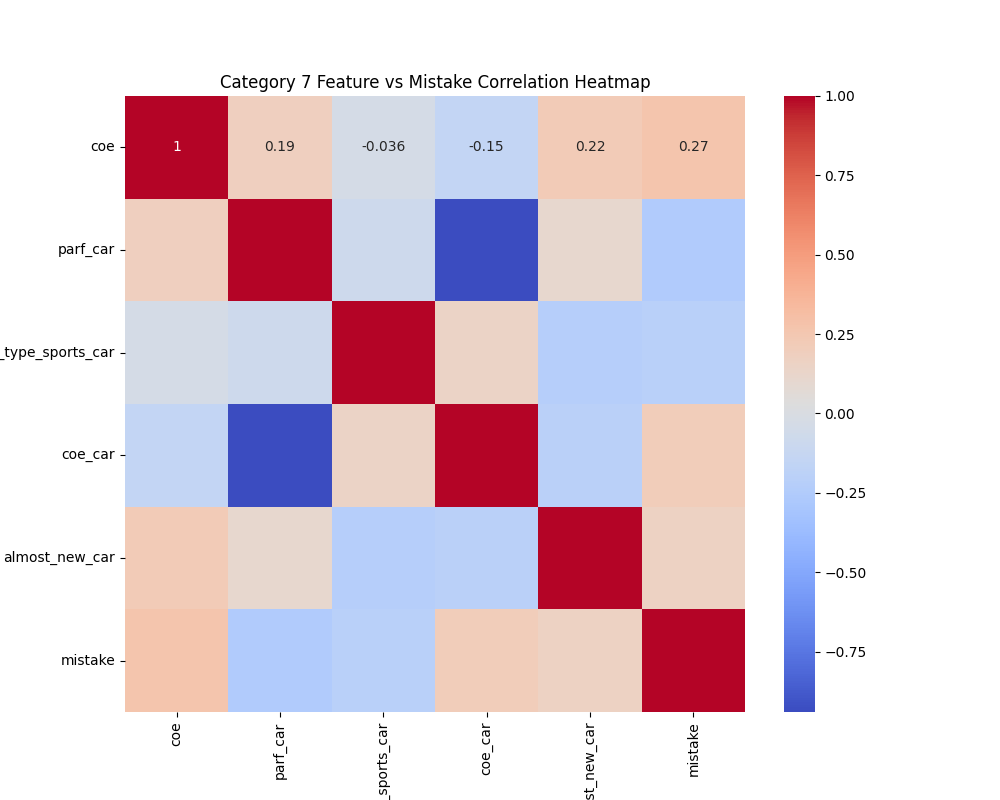 Category 7 Feature vs Mistake Correlation Heatmap
coe
1 0.19 -0.036 -0.15 0.22 0.27
parf_car
_type_sports_car
coe_car
almost_new_car
mistake
coe
parf_car
_sports_car
coe_car
st_new_car
mistake
1.00
0.75
0.50
0.25
0.00
−0.25
−0.50
−0.75